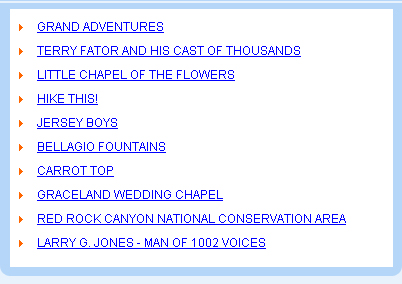 GRAND ADVENTURES
TERRY FATOR AND HIS CAST OF THOUSANDS
LITTLE CHAPEL OF THE FLOWERS
HIKE THIS!
JERSEY BOYS
BELLAGIO FOUNTAINS
CARROT TOP
GRACELAND WEDDING CHAPEL
RED ROCK CANYON NATIONAL CONSERVATION AREA
LARRY G. JONES - MAN OF 1002 VOICES